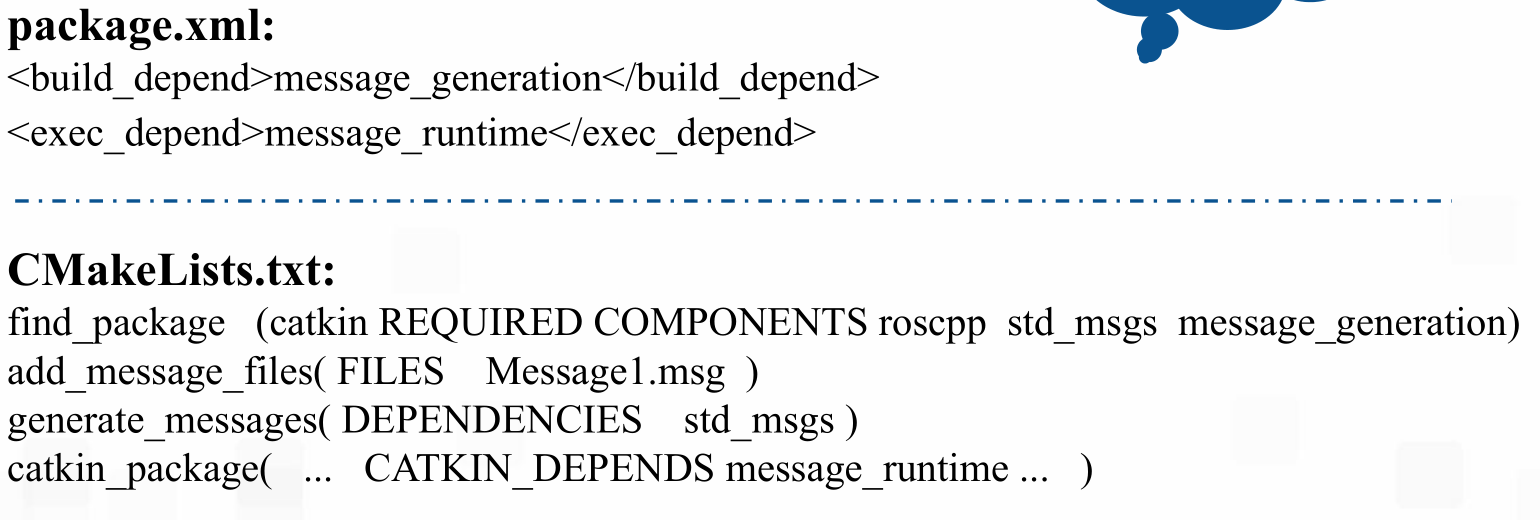 package.xml:
<build_depend>message_generation</build_depend>
<exec_depend>message_runtime</exec_depend>
CMakeLists.txt:
find_package (catkin REQUIRED COMPONENTS roscpp std_msgs message_generation)
add_message_files( FILES Message1.msg )
generate_messages( DEPENDENCIES std_msgs )
catkin_package( ... CATKIN_DEPENDS message_runtime ... )